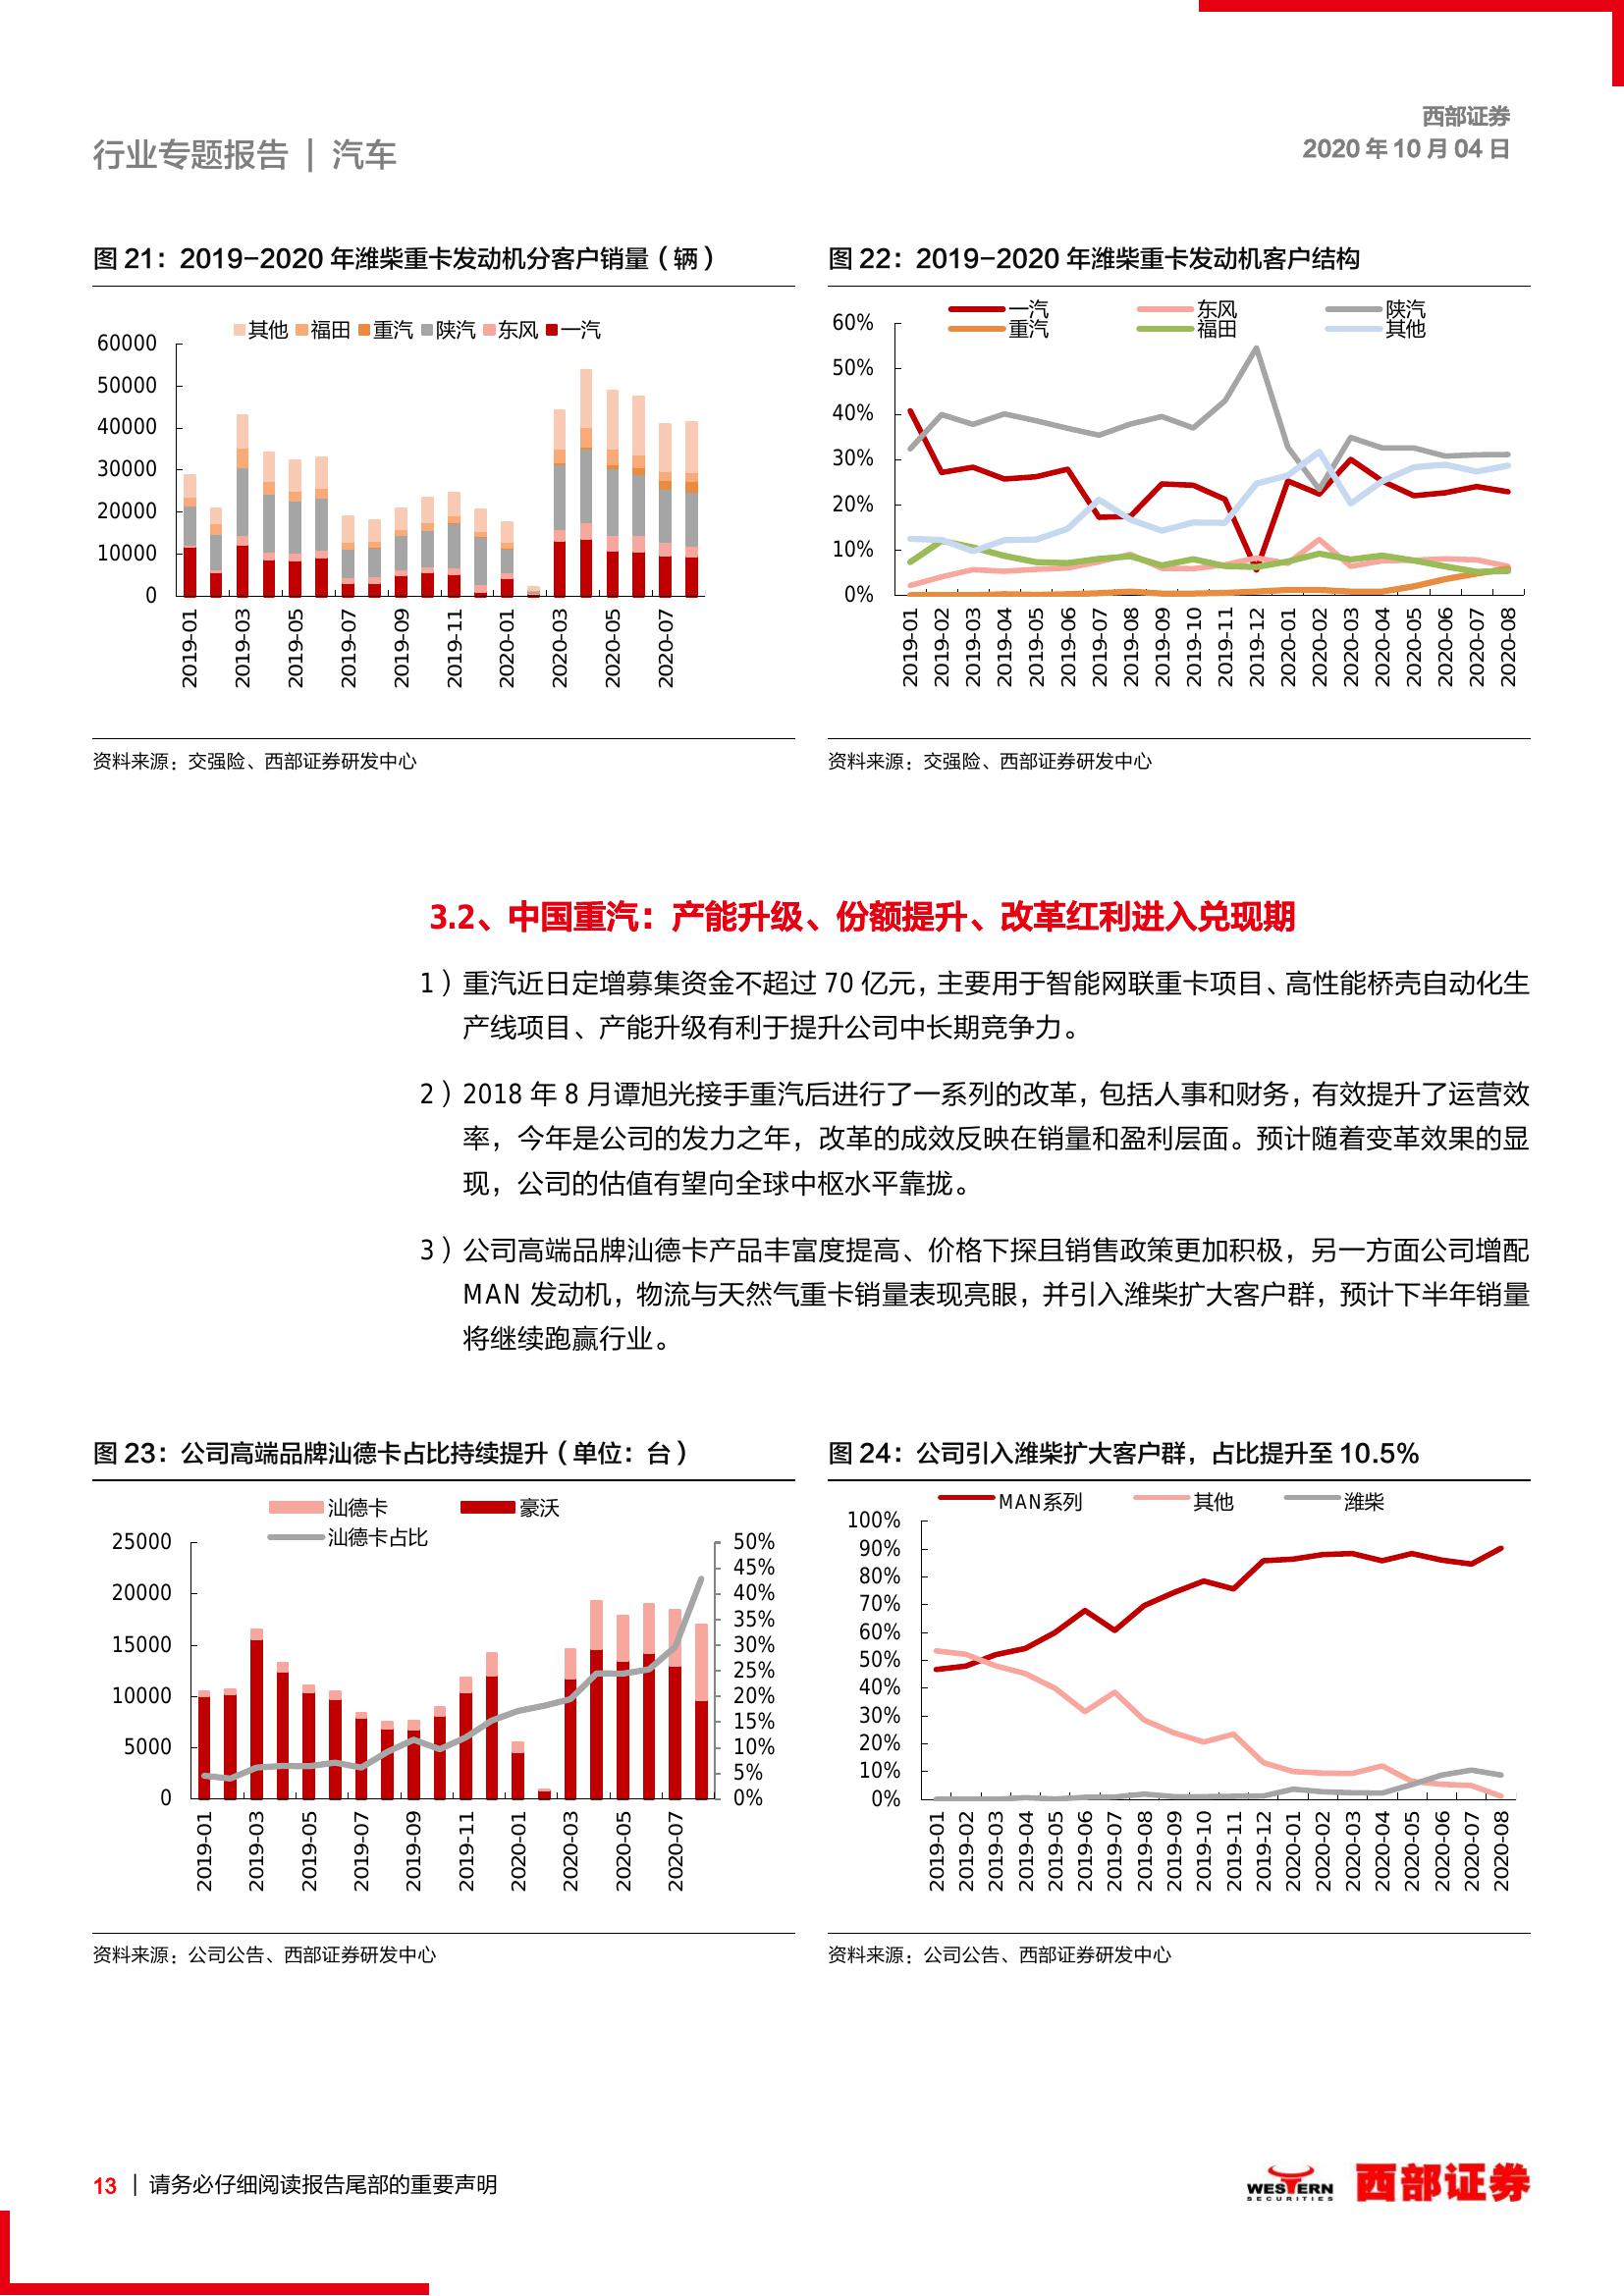 西部证券
行业专题报告 | 汽车
2020 年 10 月 04 日
图 21：2019-2020 年潍柴重卡发动机分客户销量（辆）
其他 福田 重汽 陕汽 东风 一汽
60000
50000
40000
30000
20000
10000
0
2019-01 2019-03 2019-05 2019-07 2019-09 2019-11 2020-01 2020-03 2020-05 2020-07
资料来源：交强险、西部证券研发中心
图 22：2019-2020 年潍柴重卡发动机客户结构
一汽 东风 陕汽
重汽 福田 其他
60%
50%
40%
30%
20%
10%
0%
2019-01 2019-02 2019-03 2019-04 2019-05 2019-06 2019-07 2019-08 2019-09 2019-10 2019-11 2019-12 2020-01 2020-02 2020-03 2020-04 2020-05 2020-06 2020-07 2020-08
资料来源：交强险、西部证券研发中心
3.2、中国重汽：产能升级、份额提升、改革红利进入兑现期
1）重汽近日定增募集资金不超过 70 亿元，主要用于智能网联重卡项目、高性能桥壳自动化生
产线项目、产能升级有利于提升公司中长期竞争力。
2）2018 年 8 月谭旭光接手重汽后进行了一系列的改革，包括人事和财务，有效提升了运营效
率，今年是公司的发力之年，改革的成效反映在销量和盈利层面。预计随着变革效果的显
现，公司的估值有望向全球中枢水平靠拢。
3）公司高端品牌汕德卡产品丰富度提高、价格下探且销售政策更加积极，另一方面公司增配
MAN 发动机，物流与天然气重卡销量表现亮眼，并引入潍柴扩大客户群，预计下半年销量
将继续跑赢行业。
图 23：公司高端品牌汕德卡占比持续提升（单位：台）
汕德卡 豪沃
汕德卡占比
25000
20000
15000
10000
5000
0
50%
45%
40%
35%
30%
25%
20%
15%
10%
5%
0%
2019-01 2019-03 2019-05 2019-07 2019-09 2019-11 2020-01 2020-03 2020-05 2020-07
资料来源：公司公告、西部证券研发中心
图 24：公司引入潍柴扩大客户群，占比提升至 10.5%
MAN系列 其他 潍柴
100%
90%
80%
70%
60%
50%
40%
30%
20%
10%
0%
2019-01 2019-02 2019-03 2019-04 2019-05 2019-06 2019-07 2019-08 2019-09 2019-10 2019-11 2019-12 2020-01 2020-02 2020-03 2020-04 2020-05 2020-06 2020-07 2020-08
资料来源：公司公告、西部证券研发中心
13 | 请务必仔细阅读报告尾部的重要声明
WESTERN
SECURITIES
西部证券